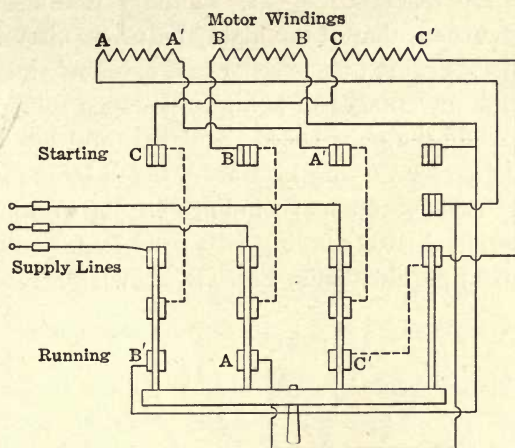 Motor Windings
A A' B B C C'
Starting C B A'
Supply Lines
Running B' A C'